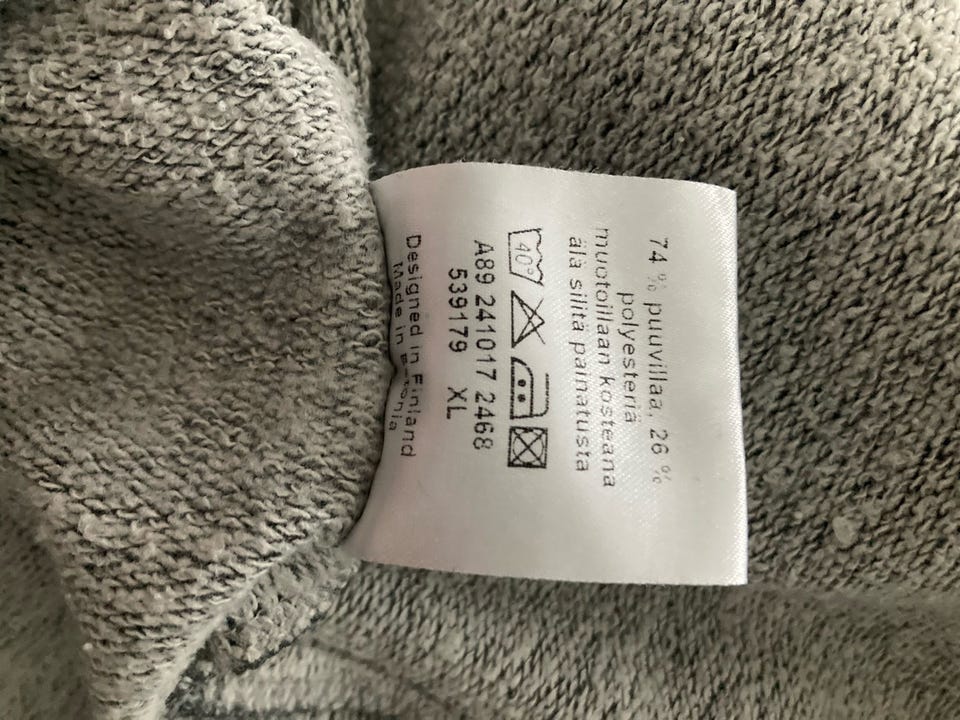 74 % puuvillaa, 26 %
polyesteriä
muotoillaan kosteana
älä silitä painatusta
40°
A89 241017 2468
539179 XL
Designed in Finland
Made in Estonia